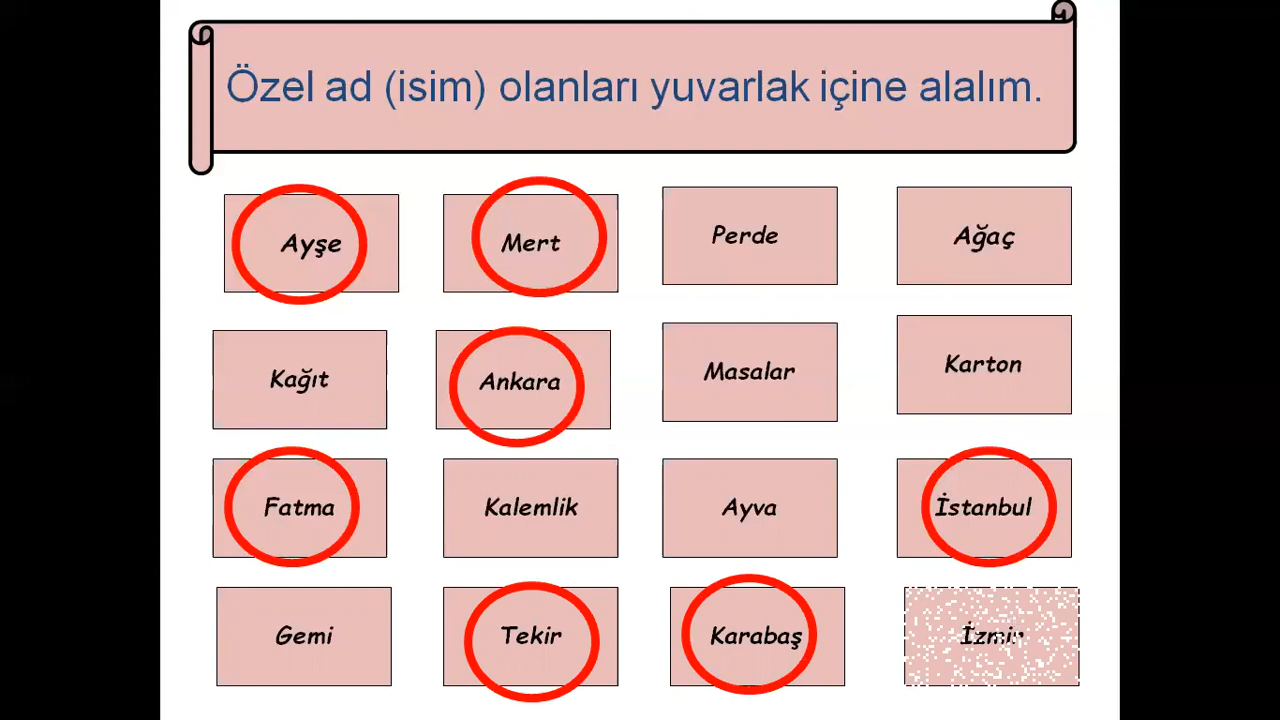 Özel ad (isim) olanları yuvarlak içine alalım.
Ayşe
Mert
Perde
Ağaç
Kağıt
Ankara
Masalar
Karton
Fatma
Kalemlik
Ayva
İstanbul
Gemi
Tekir
Karabaş
İzmir